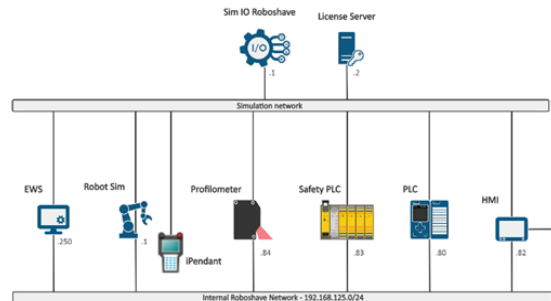 Sim IO Roboshave
License Server
I/O
.1
.2
Simulation network
EWS
Robot Sim
Profilometer
Safety PLC
PLC
HMI
iPendant
.250
.1
.84
.83
.80
.82
Internal Roboshave Network - 192.168.125.0/24